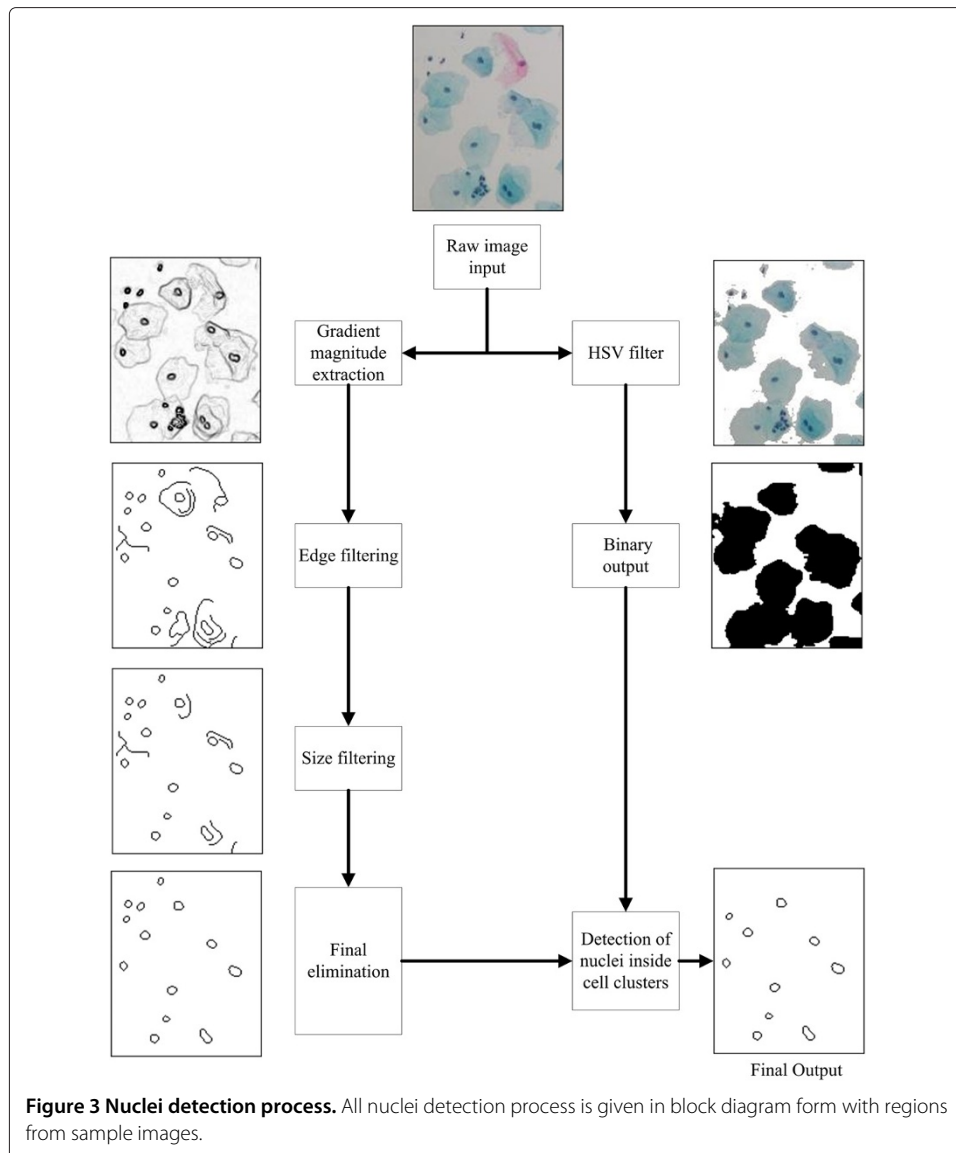 Raw image
input
Gradient
magnitude
extraction
HSV filter
Edge filtering
Binary
output
Size filtering
Final
elimination
Detection of
nuclei inside
cell clusters
Final Output
Figure 3 Nuclei detection process. All nuclei detection process is given in block diagram form with regions
from sample images.